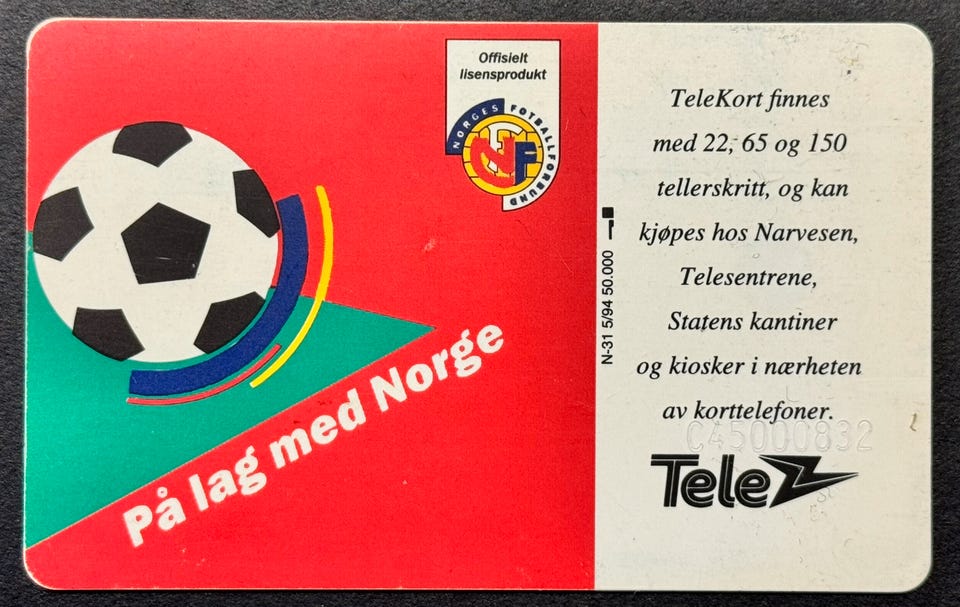 Offisielt
lisensprodukt
NORGES FOTBALLFORBUND
NFF
På lag med Norge
N-31 5/94 50.000
TeleKort finnes
med 22, 65 og 150
tellerskritt, og kan
kjøpes hos Narvesen,
Telesentrene,
Statens kantiner
og kiosker i nærheten
av korttelefoner.
C45000832
Tele